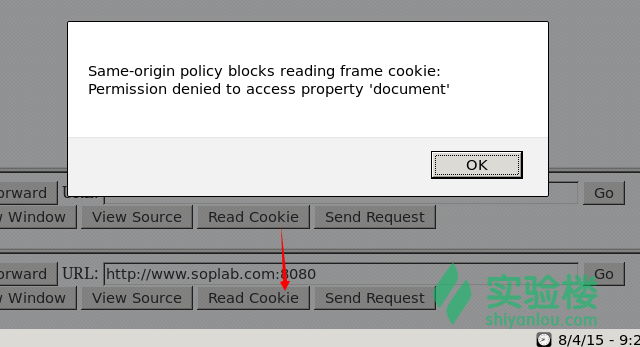 Same-origin policy blocks reading frame cookie:
Permission denied to access property 'document'
OK
orward
Go
w Window View Source Read Cookie Send Request
orward URL: http://www.soplab.com:8080 Go
w Window View Source Read Cookie Send Request
实验楼
shiyanlou.com
8/4/15 - 9:2